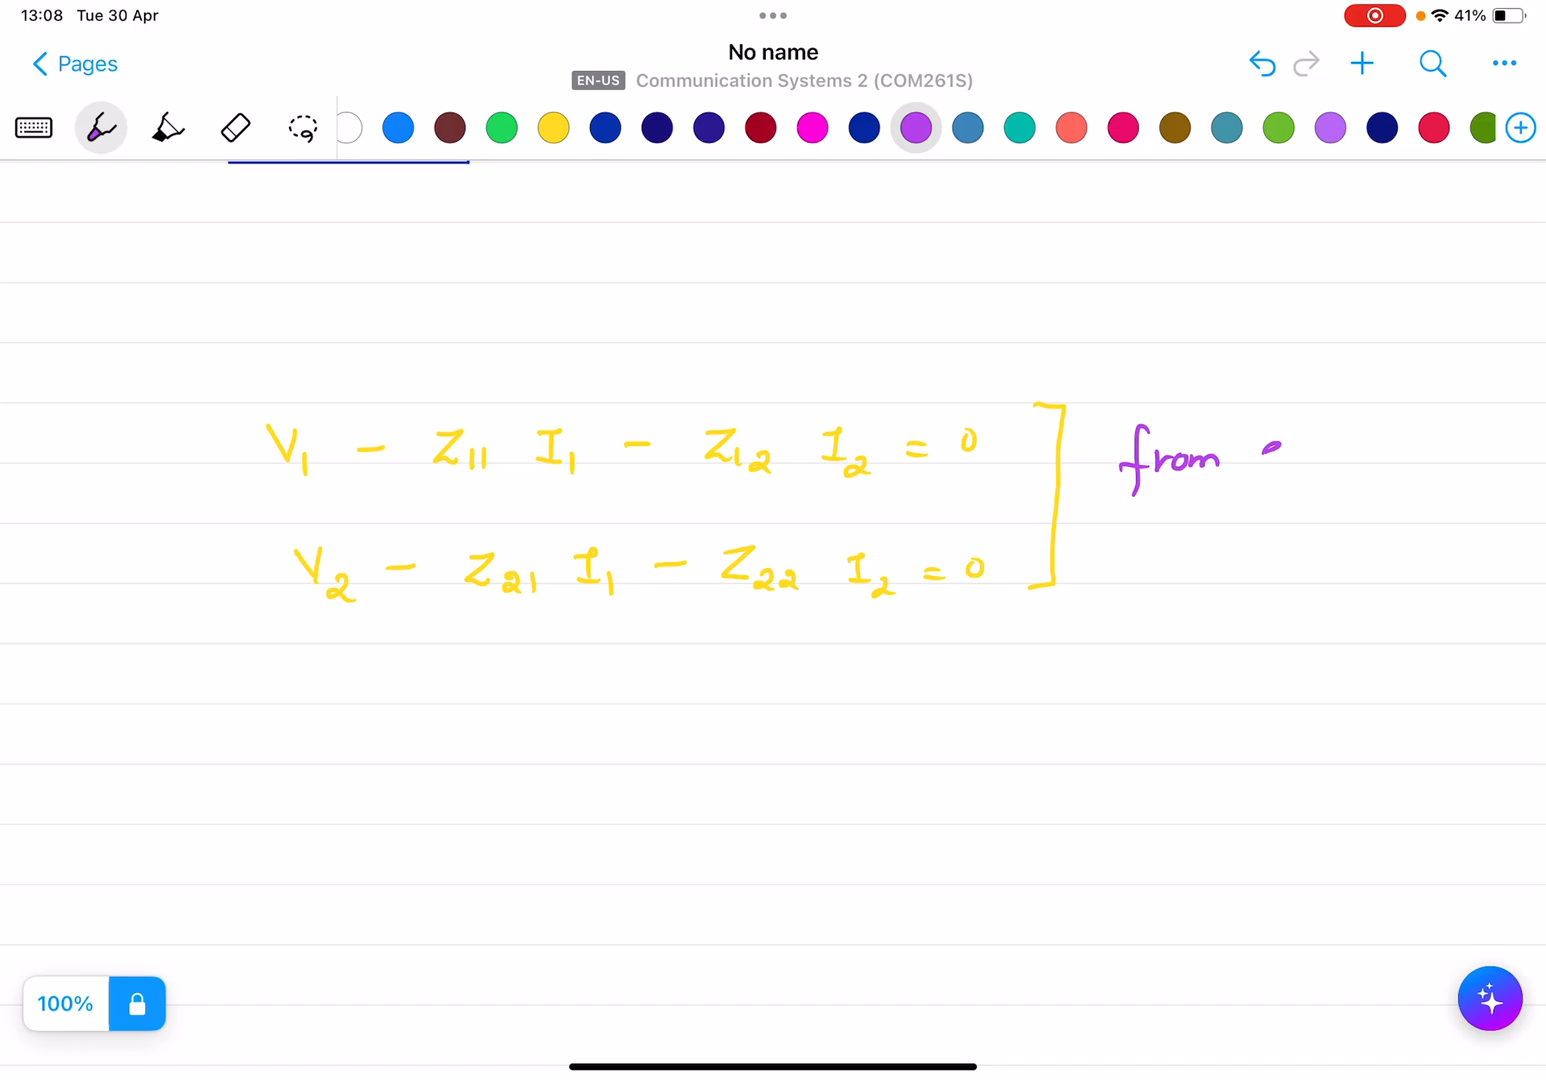 13:08 Tue 30 Apr
41%
Pages
No name
EN-US Communication Systems 2 (COM261S)
V₁ - Z₁₁ I₁ - Z₁₂ I₂ = 0
from
V₂ - Z₂₁ I₁ - Z₂₂ I₂ = 0
100%